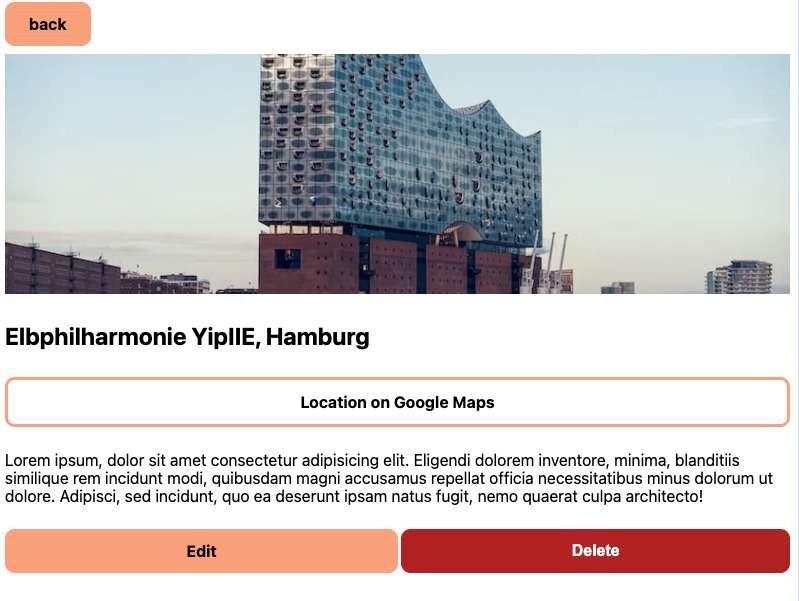 back
Elbphilharmonie YipIIE, Hamburg
Location on Google Maps
Lorem ipsum, dolor sit amet consectetur adipisicing elit. Eligendi dolorem inventore, minima, blanditiis
similique rem incidunt modi, quibusdam magni accusamus repellat officia necessitatibus minus dolorum ut
dolore. Adipisci, sed incidunt, quo ea deserunt ipsam natus fugit, nemo quaerat culpa architecto!
Edit Delete